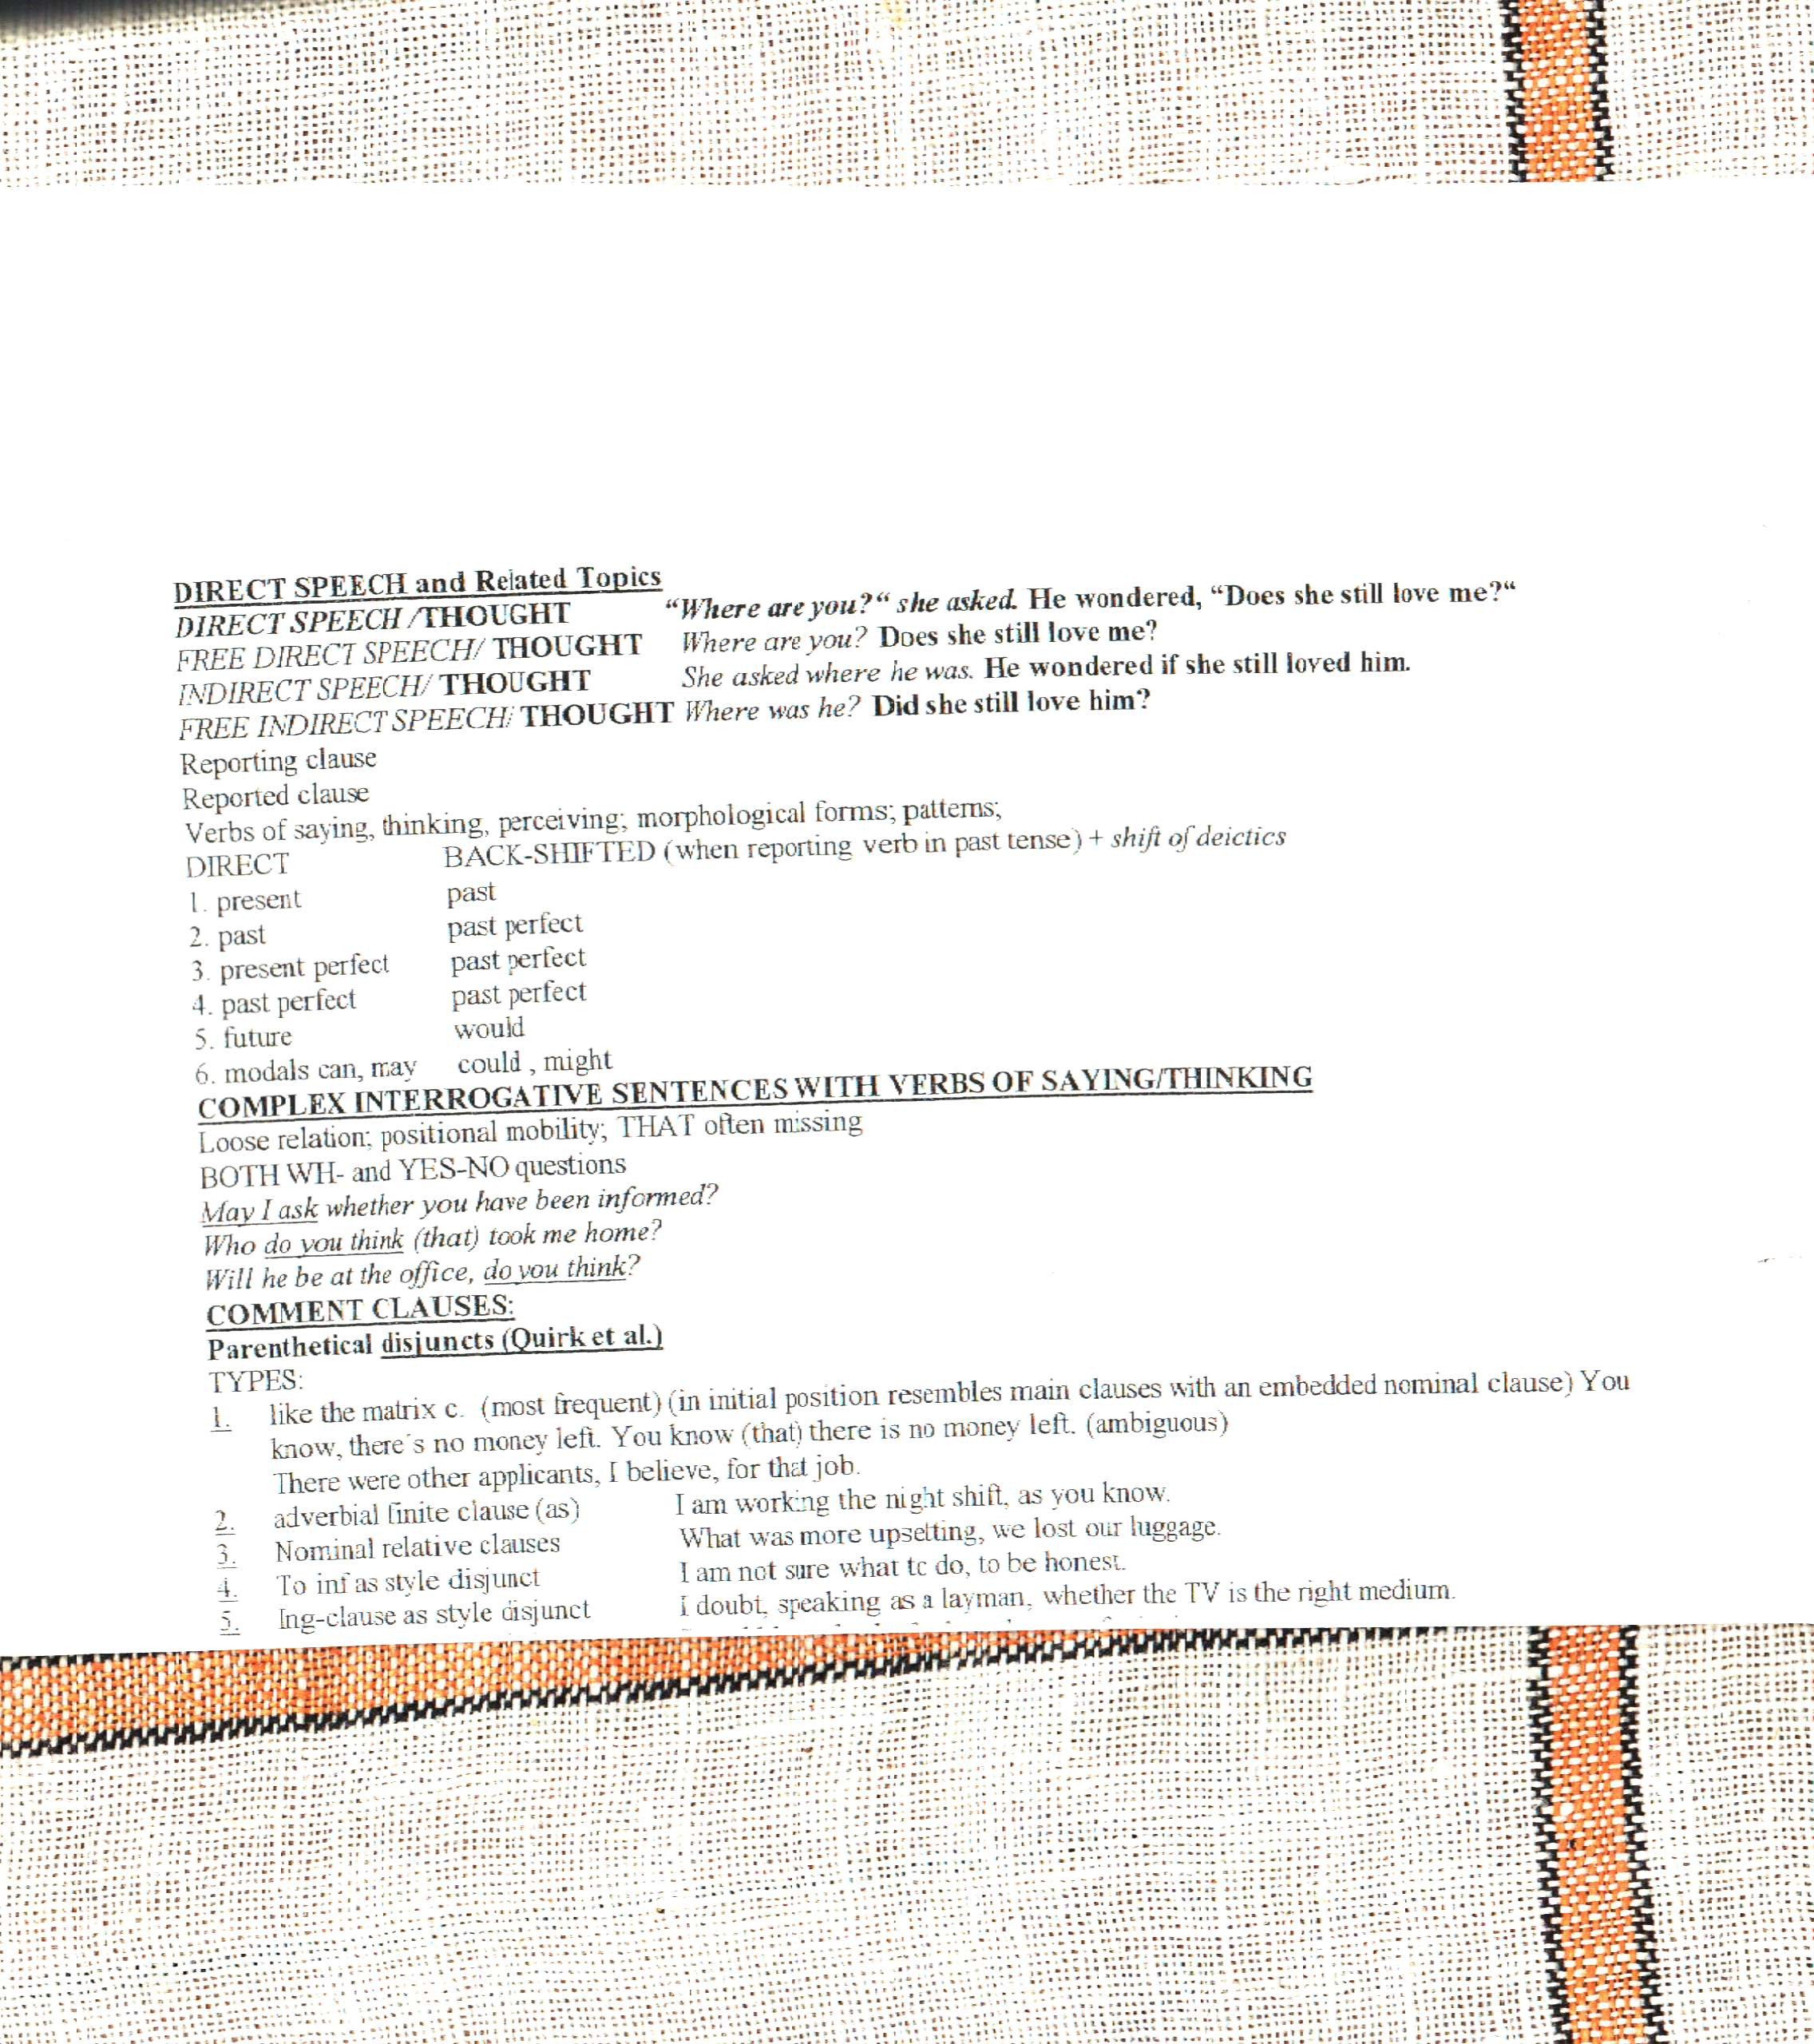 DIRECT SPEECH and Related Topics
DIRECT SPEECH /THOUGHT “Where are you?“ she asked. He wondered, “Does she still love me?“
FREE DIRECT SPEECH/ THOUGHT Where are you? Does she still love me?
INDIRECT SPEECH/ THOUGHT She asked where he was. He wondered if she still loved him.
FREE INDIRECT SPEECH/ THOUGHT Where was he? Did she still love him?
Reporting clause
Reported clause
Verbs of saying, thinking, perceiving; morphological forms; patterns;
DIRECT BACK-SHIFTED (when reporting verb in past tense) + shift of deictics
1. present past
2. past past perfect
3. present perfect past perfect
4. past perfect past perfect
5. future would
6. modals can, may could , might
COMPLEX INTERROGATIVE SENTENCES WITH VERBS OF SAYING/THINKING
Loose relation; positional mobility; THAT often missing
BOTH WH- and YES-NO questions
May I ask whether you have been informed?
Who do you think (that) took me home?
Will he be at the office, do you think?
COMMENT CLAUSES:
Parenthetical disjuncts (Quirk et al.)
TYPES:
1. like the matrix c. (most frequent) (in initial position resembles main clauses with an embedded nominal clause) You
know, there´s no money left. You know (that) there is no money left. (ambiguous)
There were other applicants, I believe, for that job.
2. adverbial finite clause (as) I am working the night shift, as you know.
3. Nominal relative clauses What was more upsetting, we lost our luggage.
4. To inf as style disjunct I am not sure what to do, to be honest.
5. Ing-clause as style disjunct I doubt, speaking as a layman, whether the TV is the right medium.